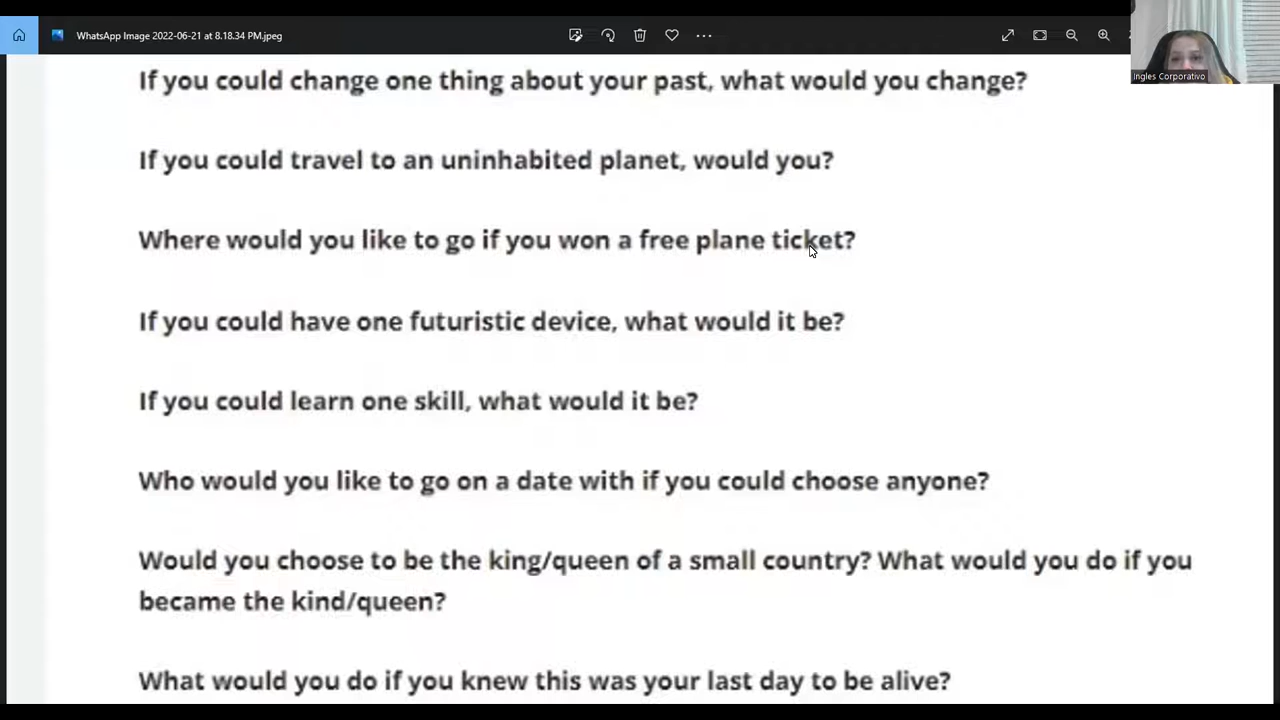 WhatsApp Image 2022-06-21 at 8.18.34 PM.jpeg
Ingles Corporativo
If you could change one thing about your past, what would you change?
If you could travel to an uninhabited planet, would you?
Where would you like to go if you won a free plane ticket?
If you could have one futuristic device, what would it be?
If you could learn one skill, what would it be?
Who would you like to go on a date with if you could choose anyone?
Would you choose to be the king/queen of a small country? What would you do if you
became the kind/queen?
What would you do if you knew this was your last day to be alive?